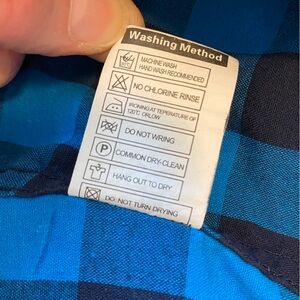 Washing Method
MACHINE WASH
HAND WASH RECOMMENDED
NO CHLORINE RINSE
IRONING AT TEPERATURE OF
120℃ ORLOW
DO NOT WRING
P COMMON DRY-CLEAN
HANG OUT TO DRY
DO NOT TURN DRYING